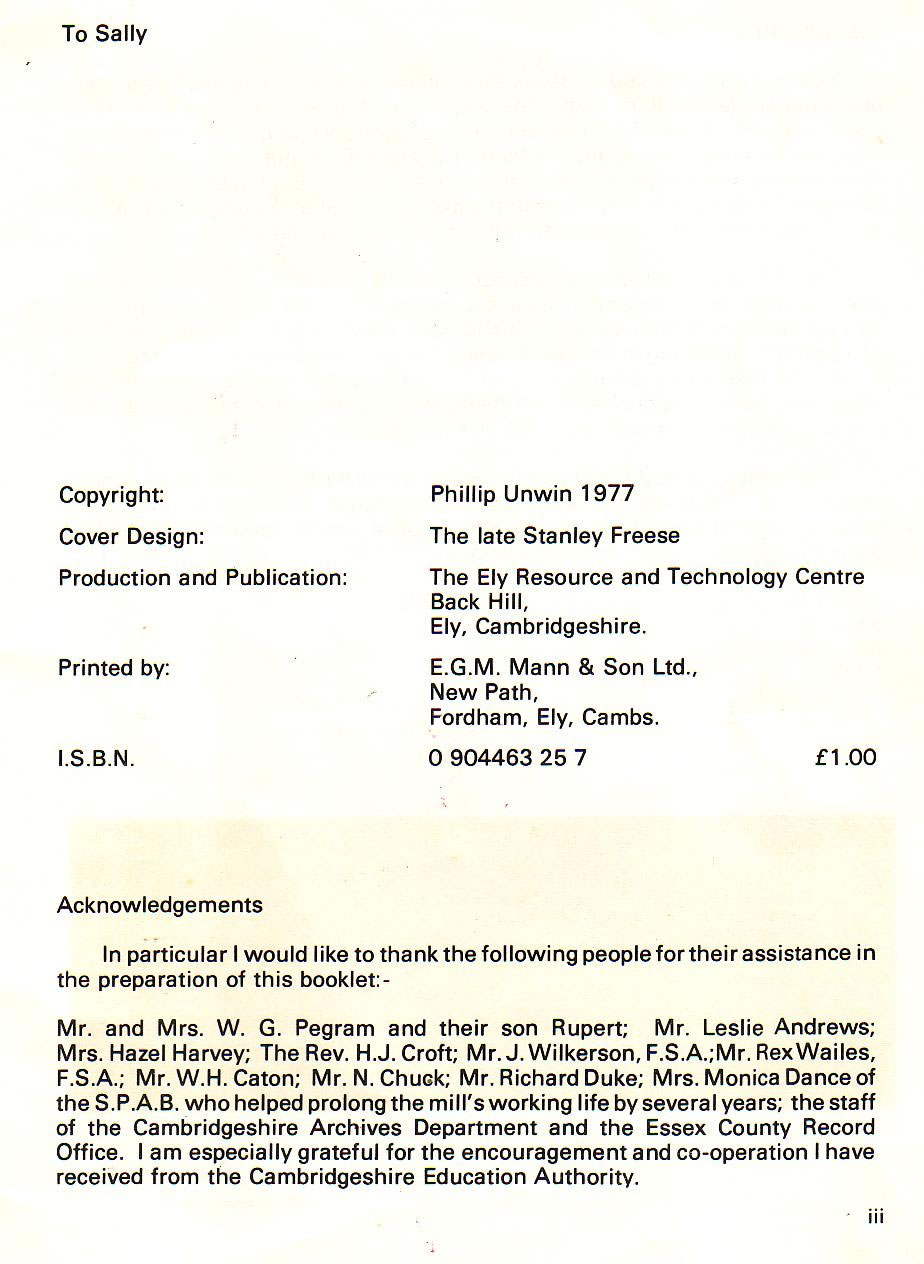 To Sally
Copyright: Phillip Unwin 1977
Cover Design: The late Stanley Freese
Production and Publication: The Ely Resource and Technology Centre
Back Hill,
Ely, Cambridgeshire.
Printed by: E.G.M. Mann & Son Ltd.,
New Path,
Fordham, Ely, Cambs.
I.S.B.N. 0 904463 25 7 £1.00
Acknowledgements
In particular I would like to thank the following people for their assistance in
the preparation of this booklet:-
Mr. and Mrs. W. G. Pegram and their son Rupert; Mr. Leslie Andrews;
Mrs. Hazel Harvey; The Rev. H.J. Croft; Mr. J. Wilkerson, F.S.A.; Mr. Rex Wailes,
F.S.A.; Mr. W.H. Caton; Mr. N. Chuck; Mr. Richard Duke; Mrs. Monica Dance of
the S.P.A.B. who helped prolong the mill's working life by several years; the staff
of the Cambridgeshire Archives Department and the Essex County Record
Office. I am especially grateful for the encouragement and co-operation I have
received from the Cambridgeshire Education Authority.
iii